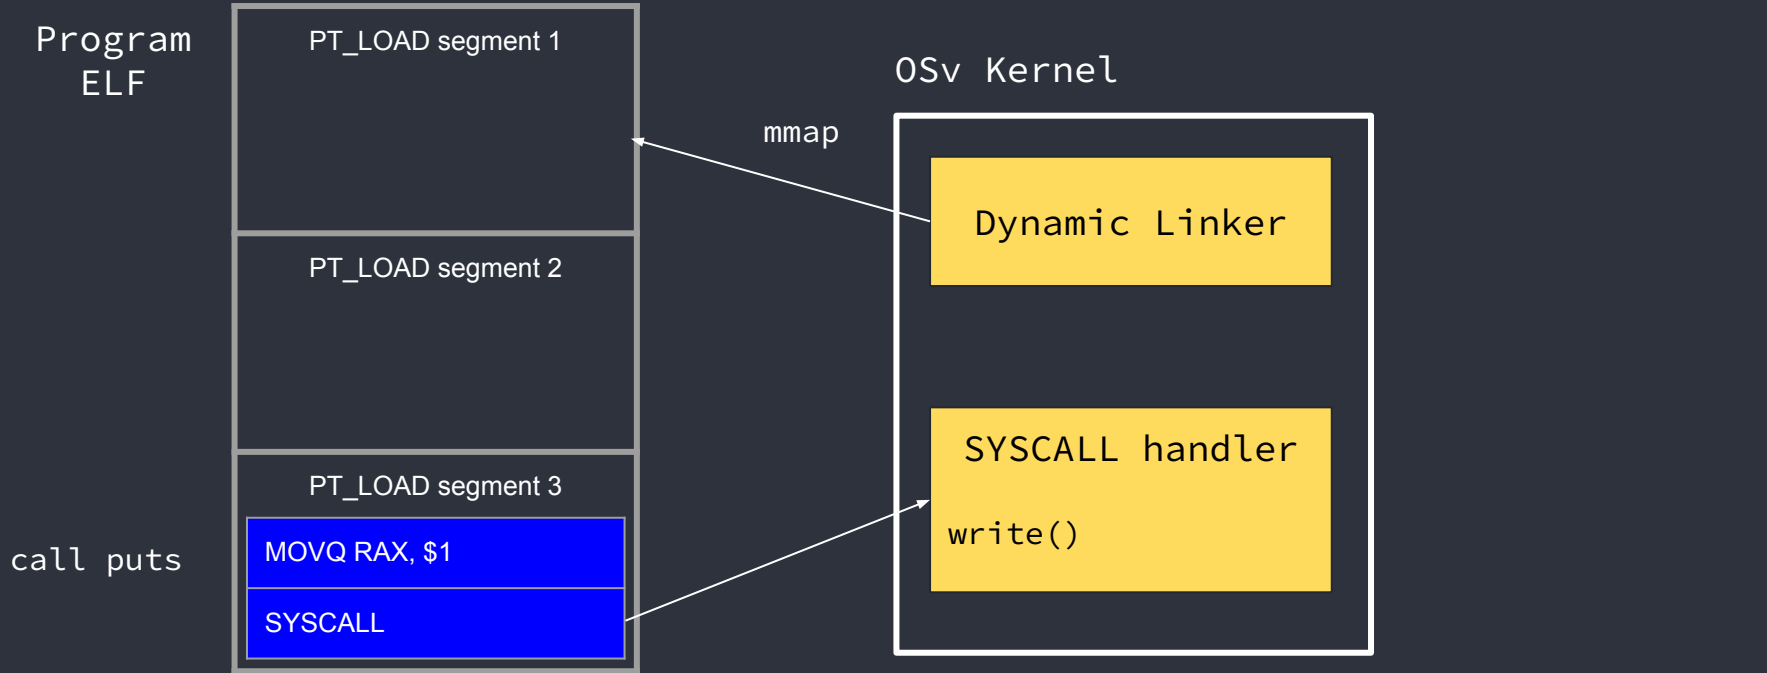 Program
ELF
PT_LOAD segment 1
OSv Kernel
mmap
Dynamic Linker
PT_LOAD segment 2
SYSCALL handler
write()
PT_LOAD segment 3
call puts
MOVQ RAX, $1
SYSCALL